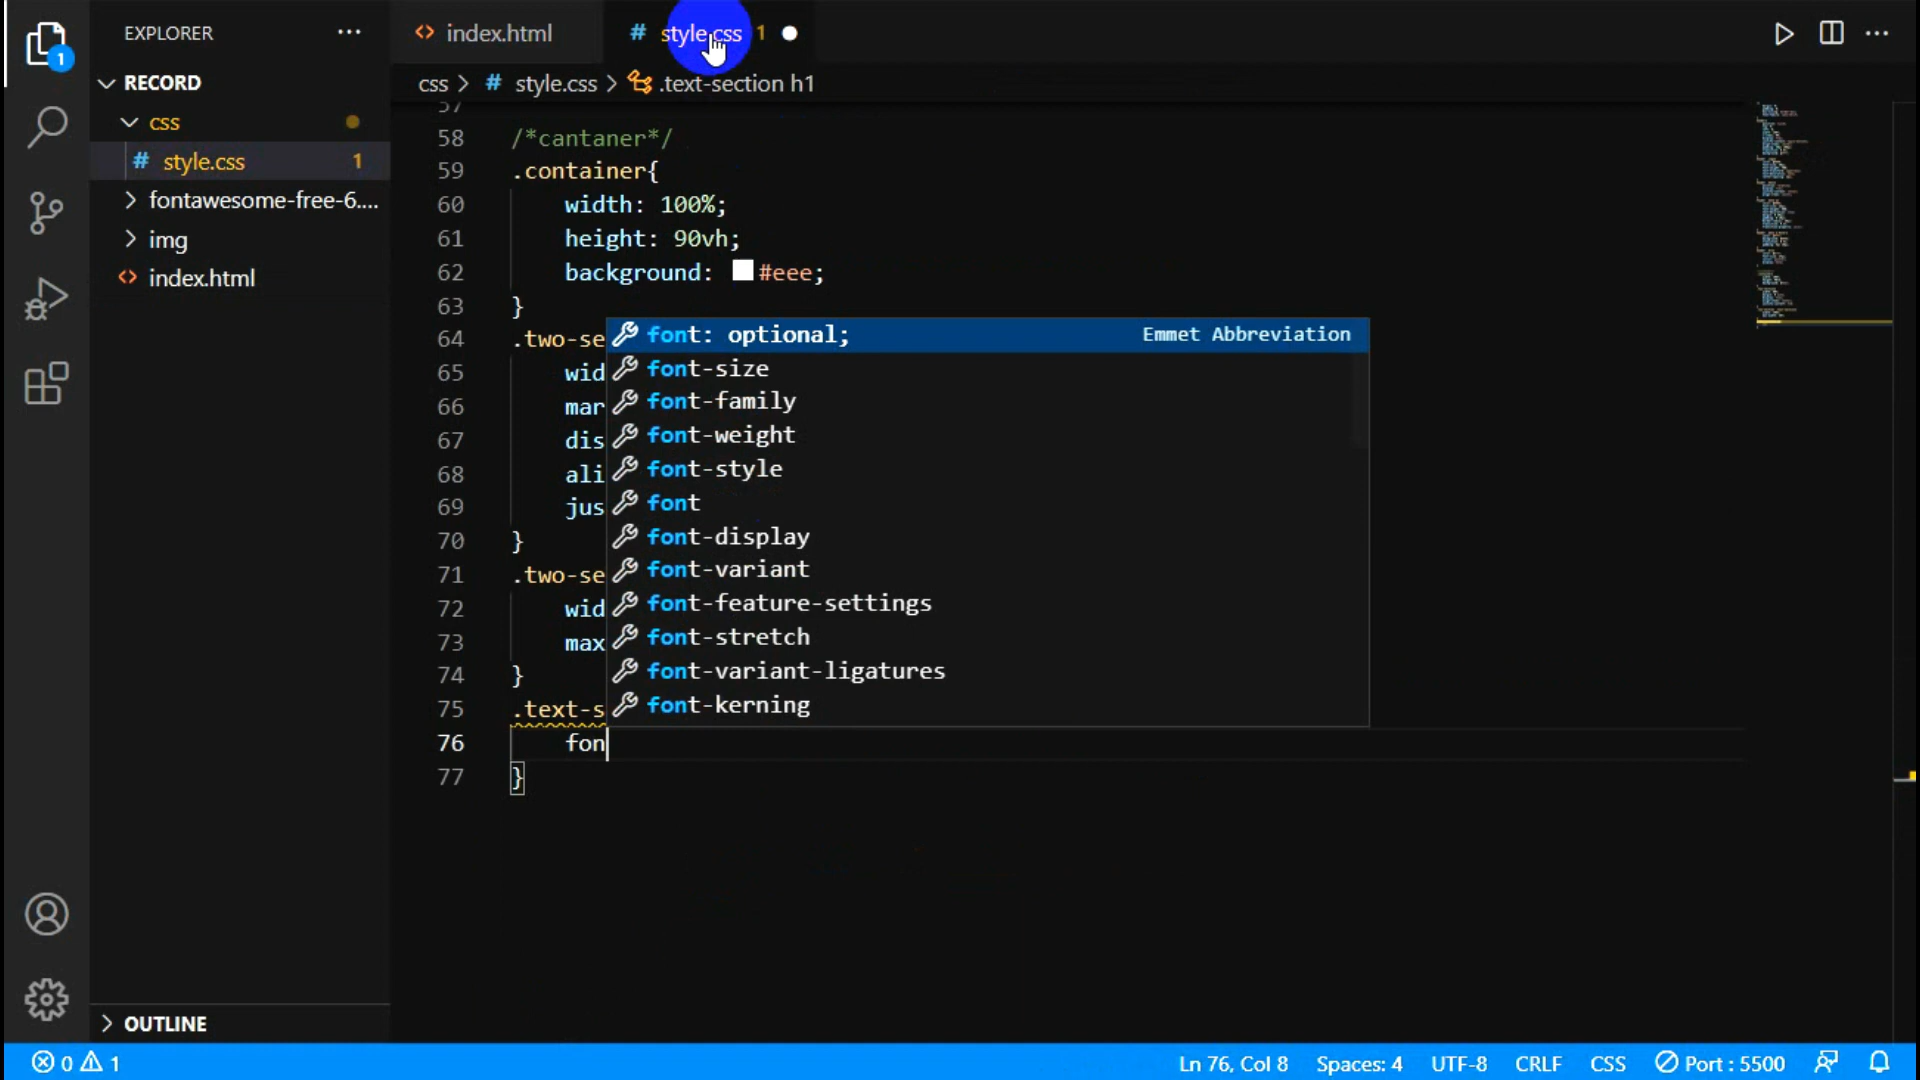 EXPLORER
RECORD
css
style.css 1
fontawesome-free-6....
img
index.html
OUTLINE
1
index.html
style.css 1
css > style.css > .text-section h1
57
58 /*cantaner*/
59 .container{
60 width: 100%;
61 height: 90vh;
62 background: #eee;
63 }
64 .two-se
65 wid
66 mar
67 dis
68 ali
69 jus
70 }
71 .two-se
72 wid
73 max
74 }
75 .text-s
76 fon
77 }
font: optional; Emmet Abbreviation
font-size
font-family
font-weight
font-style
font
font-display
font-variant
font-feature-settings
font-stretch
font-variant-ligatures
font-kerning
0 1 Ln 76, Col 8 Spaces: 4 UTF-8 CRLF CSS Port : 5500